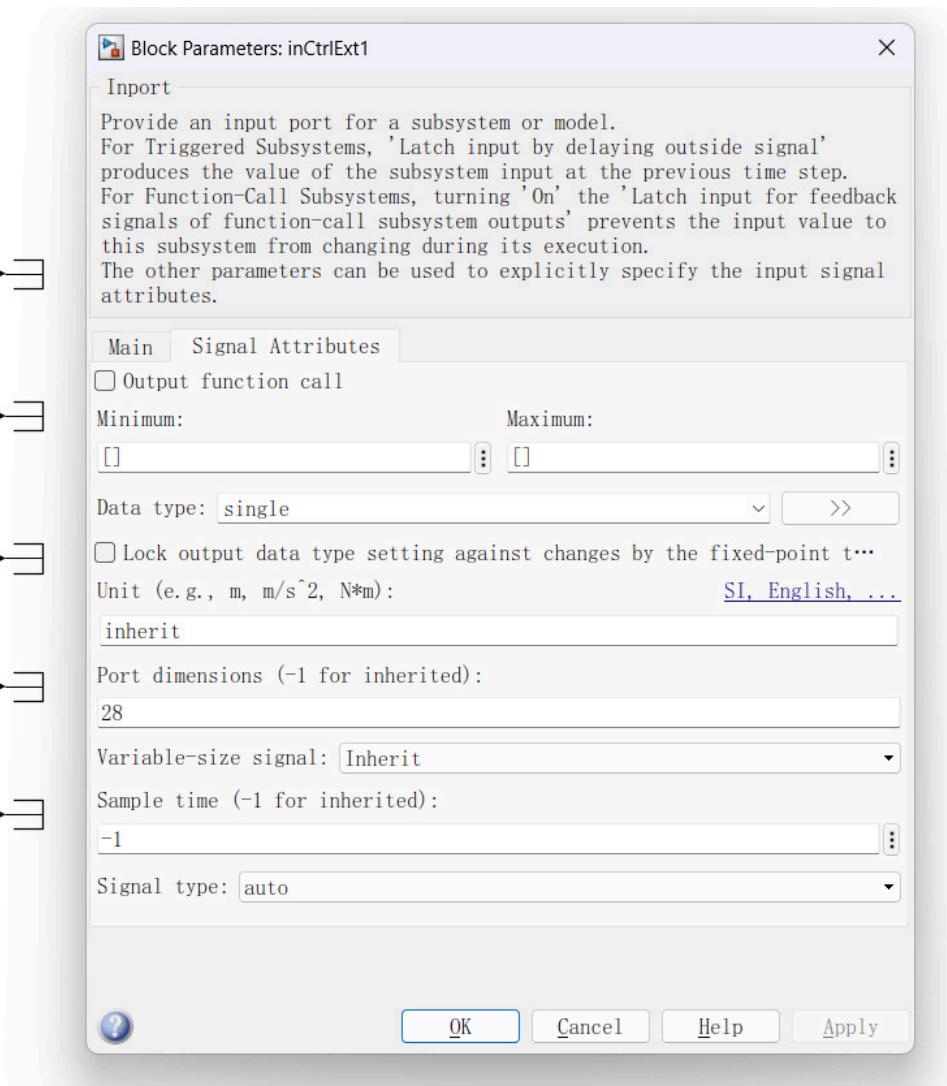 Block Parameters: inCtrlExt1
Inport
Provide an input port for a subsystem or model.
For Triggered Subsystems, 'Latch input by delaying outside signal'
produces the value of the subsystem input at the previous time step.
For Function-Call Subsystems, turning 'On' the 'Latch input for feedback
signals of function-call subsystem outputs' prevents the input value to
this subsystem from changing during its execution.
The other parameters can be used to explicitly specify the input signal
attributes.
Main Signal Attributes
Output function call
Minimum: Maximum:
[] []
Data type: single >>
Lock output data type setting against changes by the fixed-point t…
Unit (e.g., m, m/s^2, N*m): SI, English, ...
inherit
Port dimensions (-1 for inherited):
28
Variable-size signal: Inherit
Sample time (-1 for inherited):
-1
Signal type: auto
? OK Cancel Help Apply